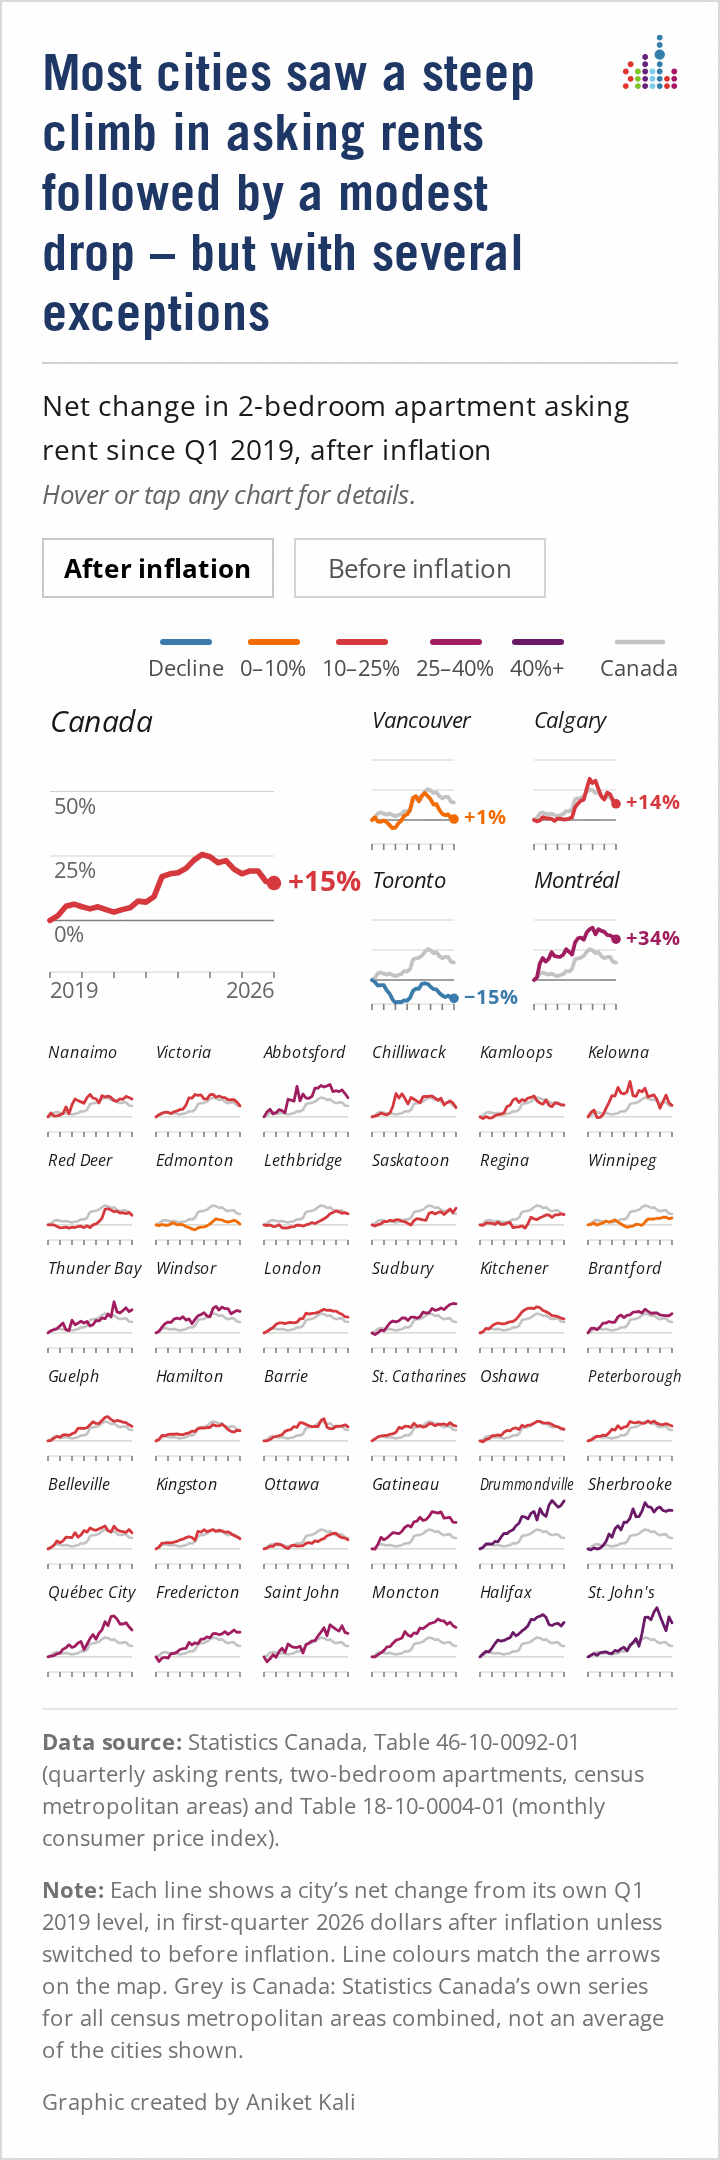 Most cities saw a steep
climb in asking rents
followed by a modest
drop – but with several
exceptions
Net change in 2-bedroom apartment asking
rent since Q1 2019, after inflation
Hover or tap any chart for details.
After inflation
Before inflation
Decline
0–10%
10–25%
25–40%
40%+
Canada
Canada
50%
25%
0%
+15%
2019
2026
Vancouver
+1%
Calgary
+14%
Toronto
−15%
Montréal
+34%
Nanaimo
Victoria
Abbotsford
Chilliwack
Kamloops
Kelowna
Red Deer
Edmonton
Lethbridge
Saskatoon
Regina
Winnipeg
Thunder Bay
Windsor
London
Sudbury
Kitchener
Brantford
Guelph
Hamilton
Barrie
St. Catharines
Oshawa
Peterborough
Belleville
Kingston
Ottawa
Gatineau
Drummondville
Sherbrooke
Québec City
Fredericton
Saint John
Moncton
Halifax
St. John's
Data source: Statistics Canada, Table 46-10-0092-01
(quarterly asking rents, two-bedroom apartments, census
metropolitan areas) and Table 18-10-0004-01 (monthly
consumer price index).
Note: Each line shows a city’s net change from its own Q1
2019 level, in first-quarter 2026 dollars after inflation unless
switched to before inflation. Line colours match the arrows
on the map. Grey is Canada: Statistics Canada’s own series
for all census metropolitan areas combined, not an average
of the cities shown.
Graphic created by Aniket Kali